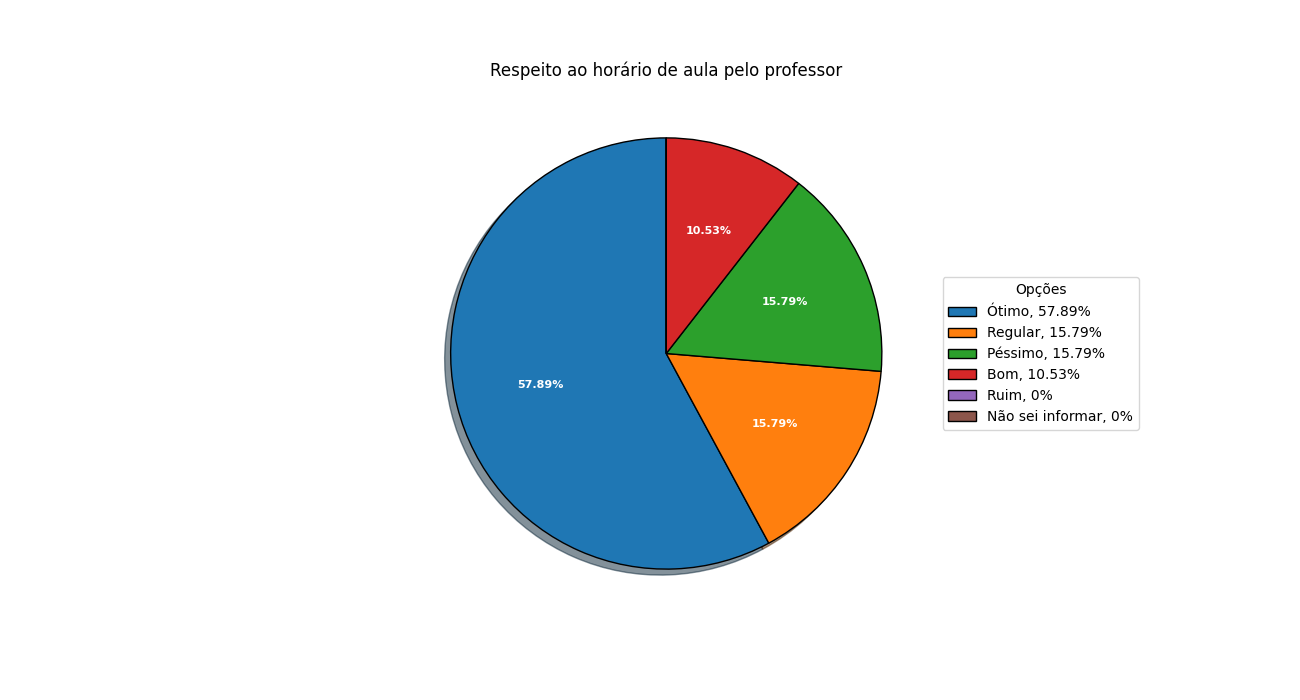 Respeito ao horário de aula pelo professor
10.53%
15.79%
57.89%
15.79%
Opções
Ótimo, 57.89%
Regular, 15.79%
Péssimo, 15.79%
Bom, 10.53%
Ruim, 0%
Não sei informar, 0%